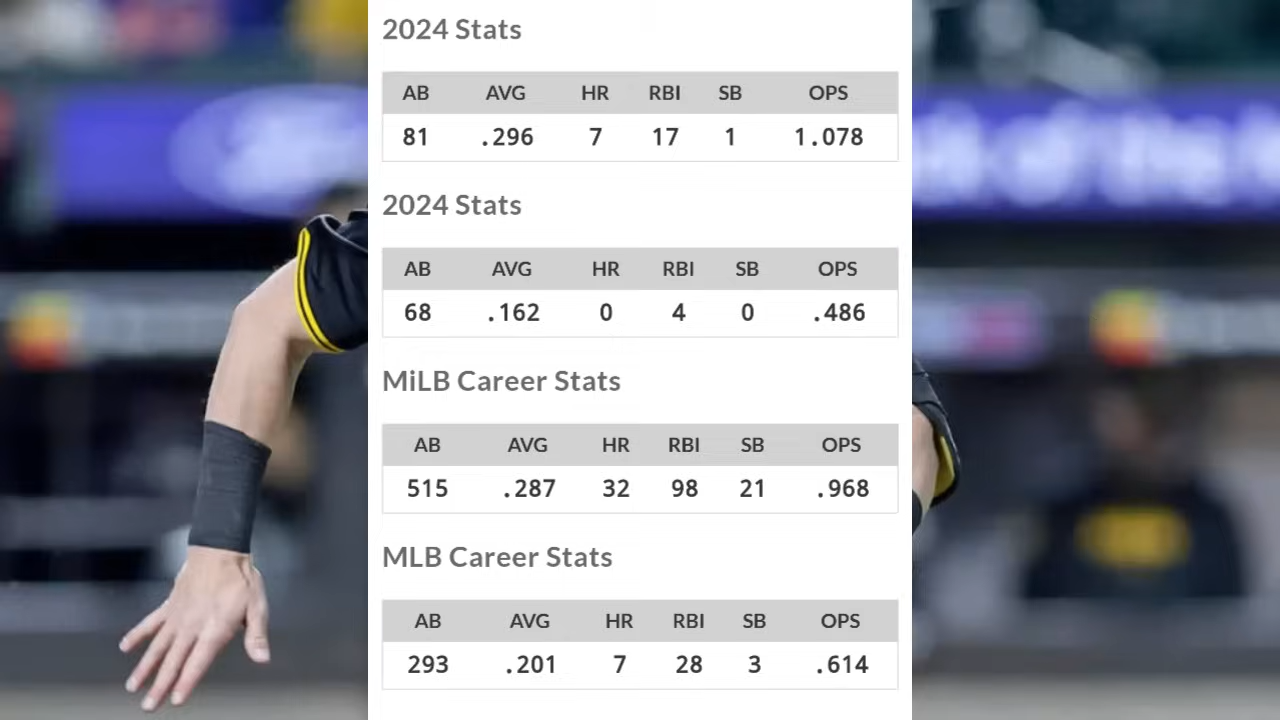 2024 Stats
AB AVG HR RBI SB OPS
81 .296 7 17 1 1.078
2024 Stats
AB AVG HR RBI SB OPS
68 .162 0 4 0 .486
MiLB Career Stats
AB AVG HR RBI SB OPS
515 .287 32 98 21 .968
MLB Career Stats
AB AVG HR RBI SB OPS
293 .201 7 28 3 .614